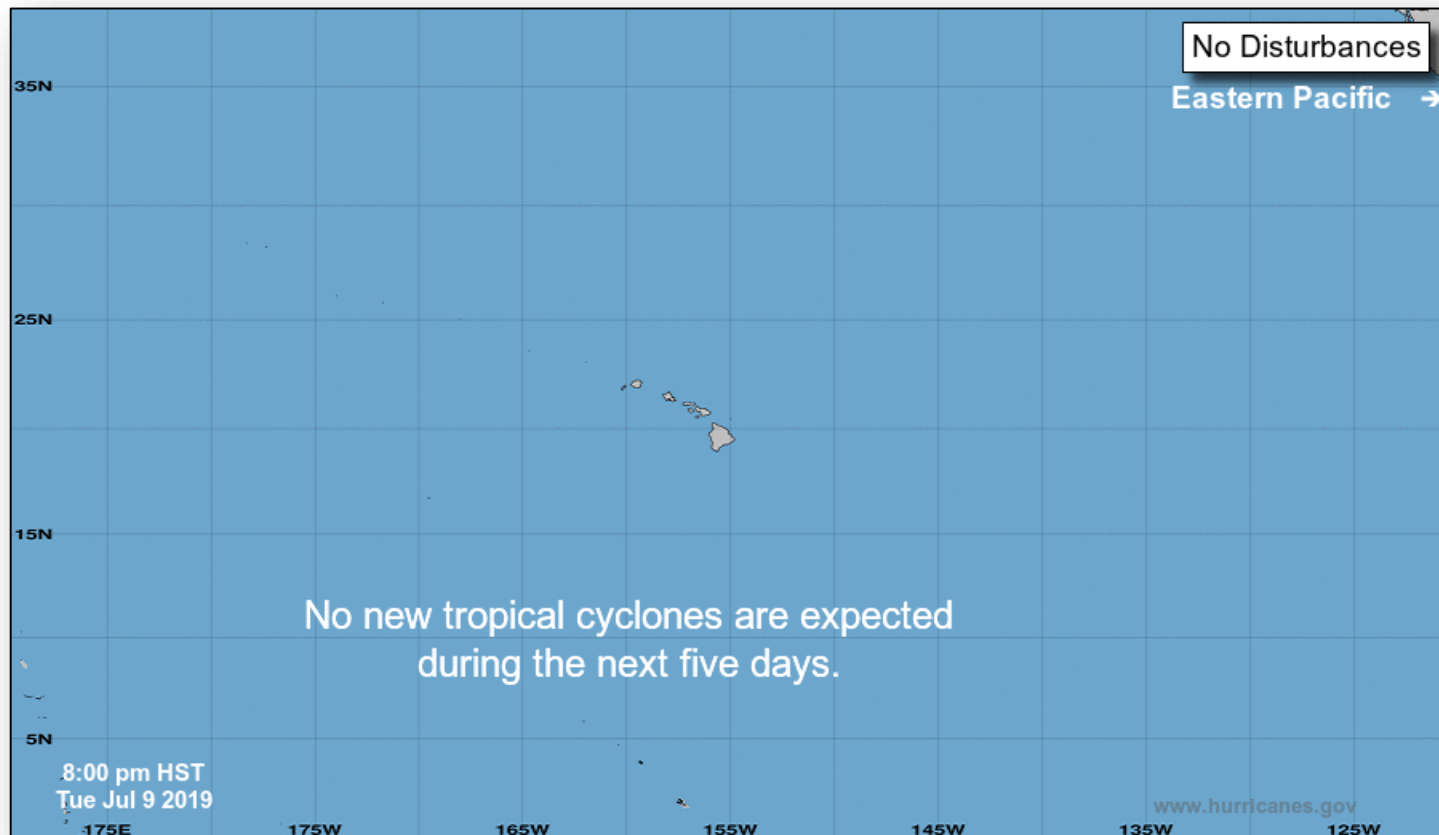 No Disturbances
35N
Eastern Pacific ➔
25N
15N
No new tropical cyclones are expected
during the next five days.
5N
8:00 pm HST
Tue Jul 9 2019
www.hurricanes.gov
175E 175W 165W 155W 145W 135W 125W